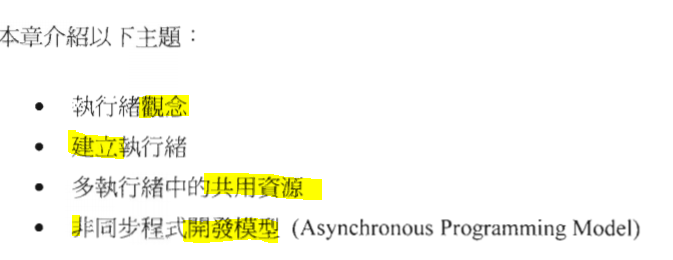 本章介紹以下主題：
• 執行緒觀念
• 建立執行緒
• 多執行緒中的共用資源
• 非同步程式開發模型 (Asynchronous Programming Model)